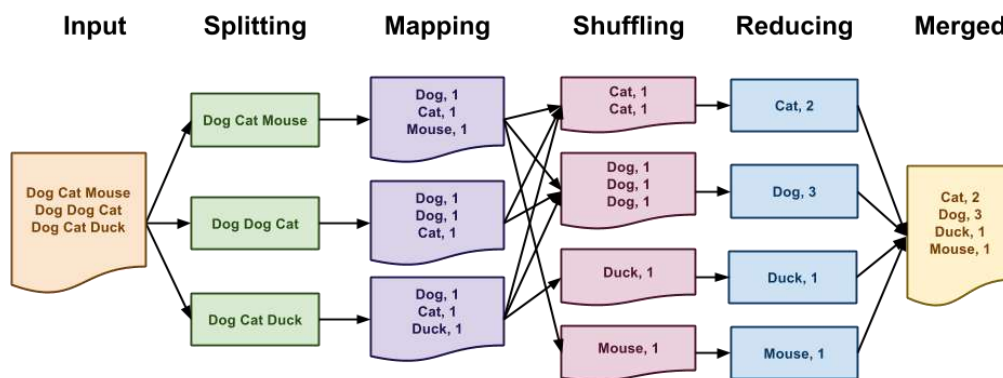 Input
Splitting
Mapping
Shuffling
Reducing
Merged
Dog Cat Mouse
Dog Dog Cat
Dog Cat Duck
Dog Cat Mouse
Dog Dog Cat
Dog Cat Duck
Dog, 1
Cat, 1
Mouse, 1
Dog, 1
Dog, 1
Cat, 1
Dog, 1
Cat, 1
Duck, 1
Cat, 1
Cat, 1
Dog, 1
Dog, 1
Dog, 1
Duck, 1
Mouse, 1
Cat, 2
Dog, 3
Duck, 1
Mouse, 1
Cat, 2
Dog, 3
Duck, 1
Mouse, 1